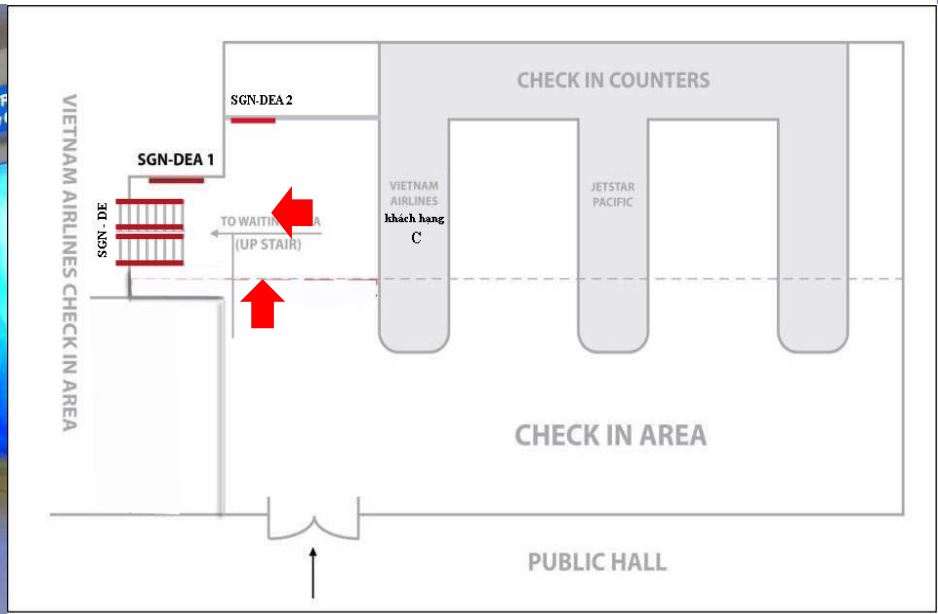 CHECK IN COUNTERS
SGN-DEA 2
VIETNAM AIRLINES CHECK IN AREA
SGN-DEA 1
VIETNAM
AIRLINES
khách hạng
C
JETSTAR
PACIFIC
SGN - DE
TO WAITIN A
(UP STAIR)
CHECK IN AREA
PUBLIC HALL